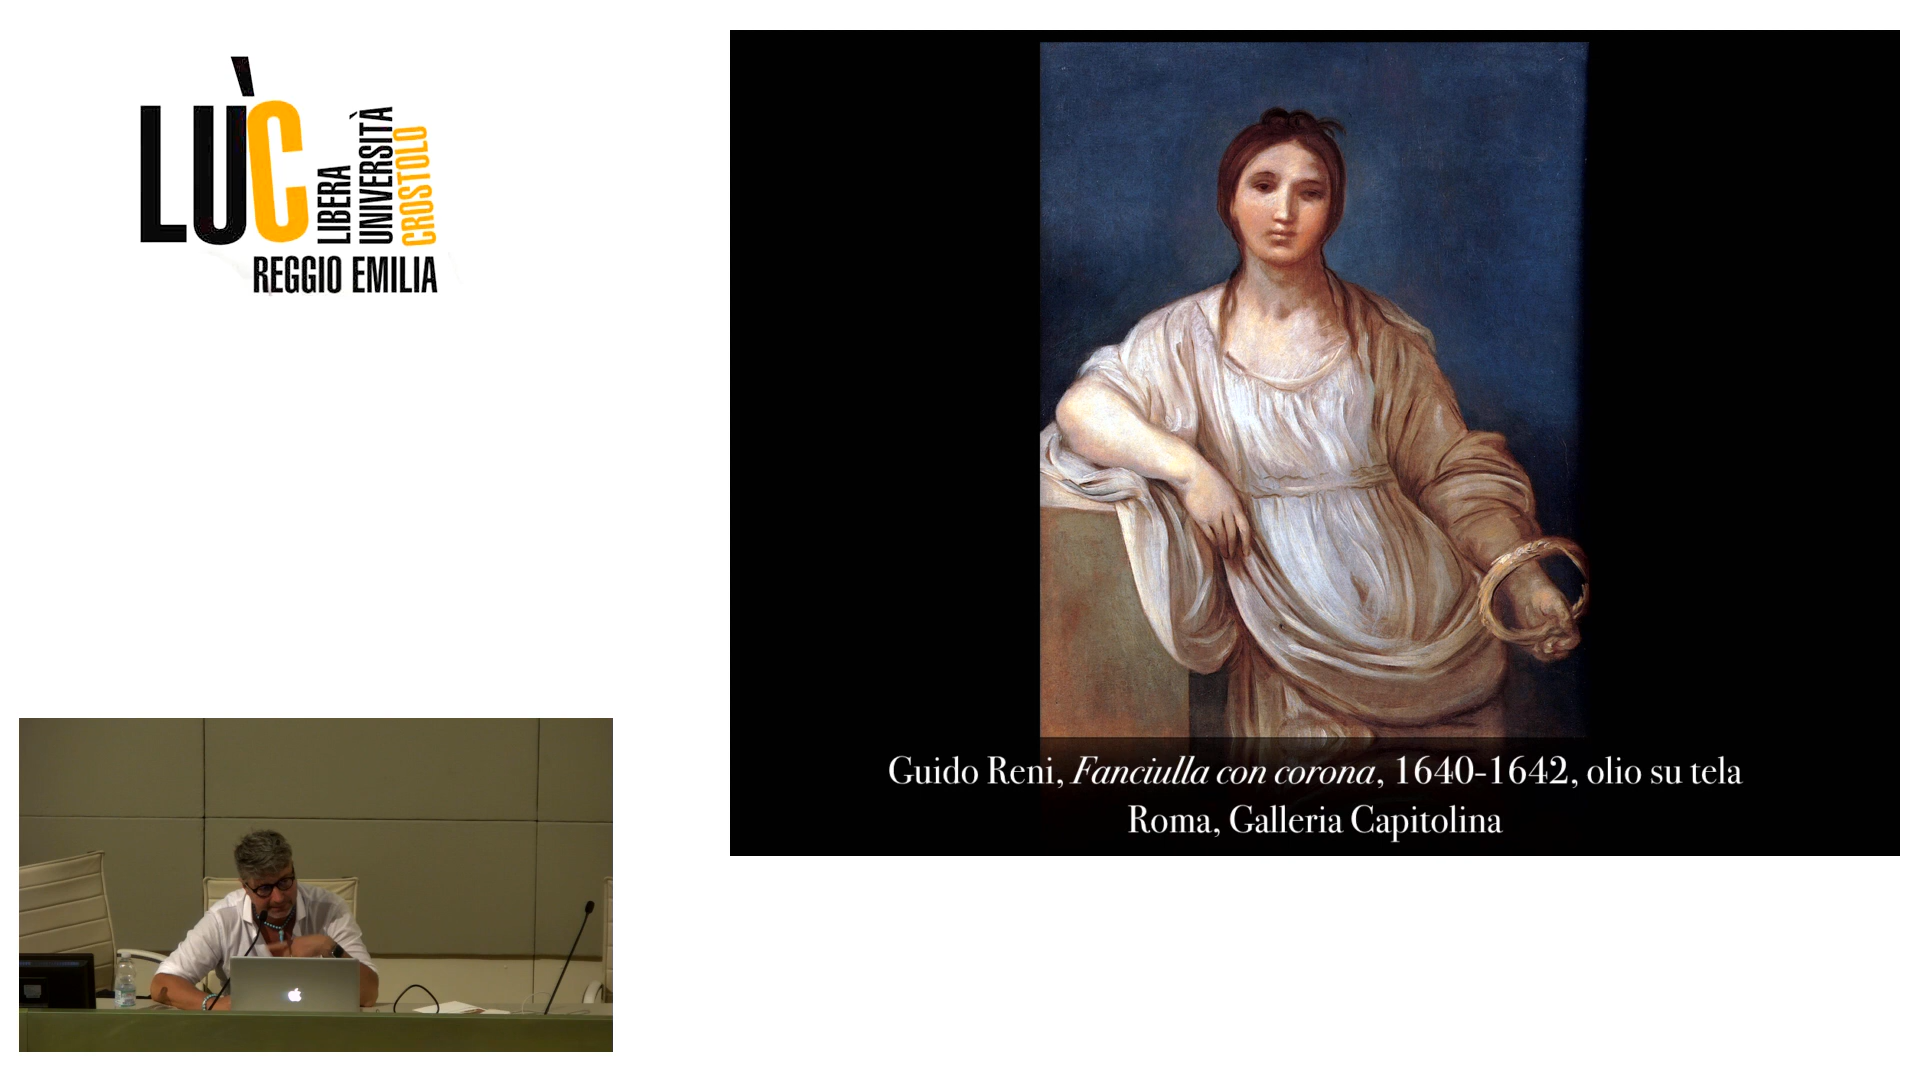 LÙC
LIBERA
UNIVERSITÀ
CROSTOLO
REGGIO EMILIA
Guido Reni, Fanciulla con corona, 1640-1642, olio su tela
Roma, Galleria Capitolina